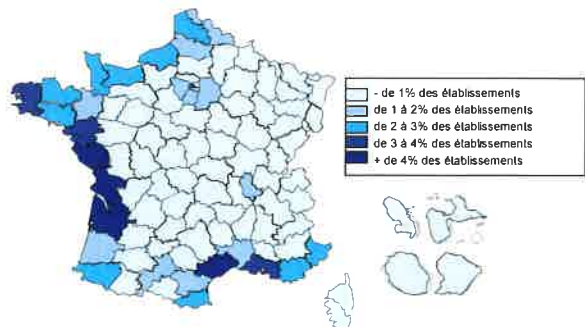 - de 1% des établissements
de 1 à 2% des établissements
de 2 à 3% des établissements
de 3 à 4% des établissements
+ de 4% des établissements